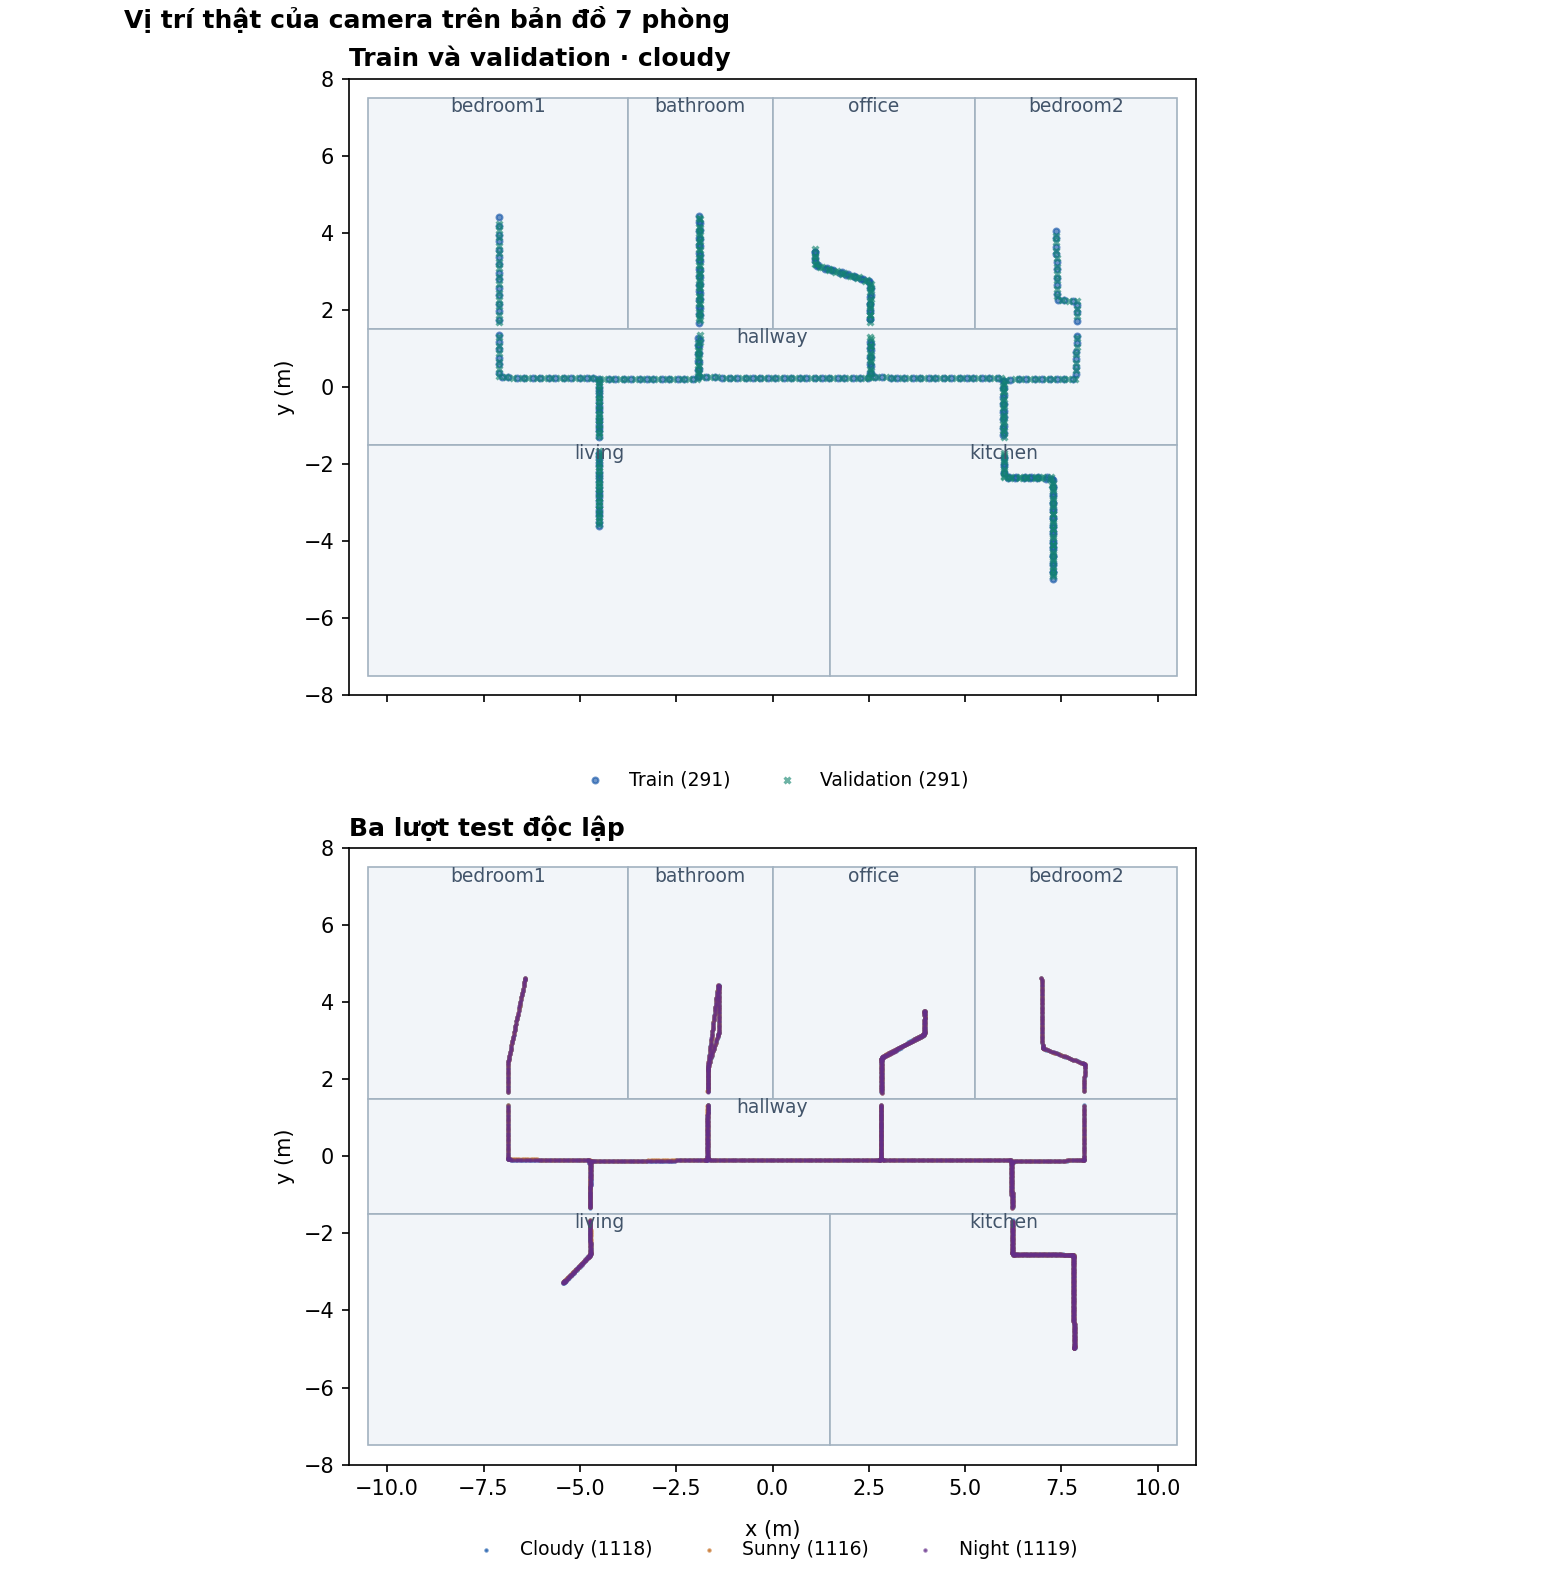 Vị trí thật của camera trên bản đồ 7 phòng
Train và validation · cloudy
8
bedroom1 bathroom office bedroom2
6
4
2
hallway
0
y (m)
−2
living kitchen
−4
−6
−8
Train (291) Validation (291)
Ba lượt test độc lập
8
bedroom1 bathroom office bedroom2
6
4
2
hallway
0
y (m)
−2
living kitchen
−4
−6
−8
−10.0 −7.5 −5.0 −2.5 0.0 2.5 5.0 7.5 10.0
x (m)
Cloudy (1118) Sunny (1116) Night (1119)